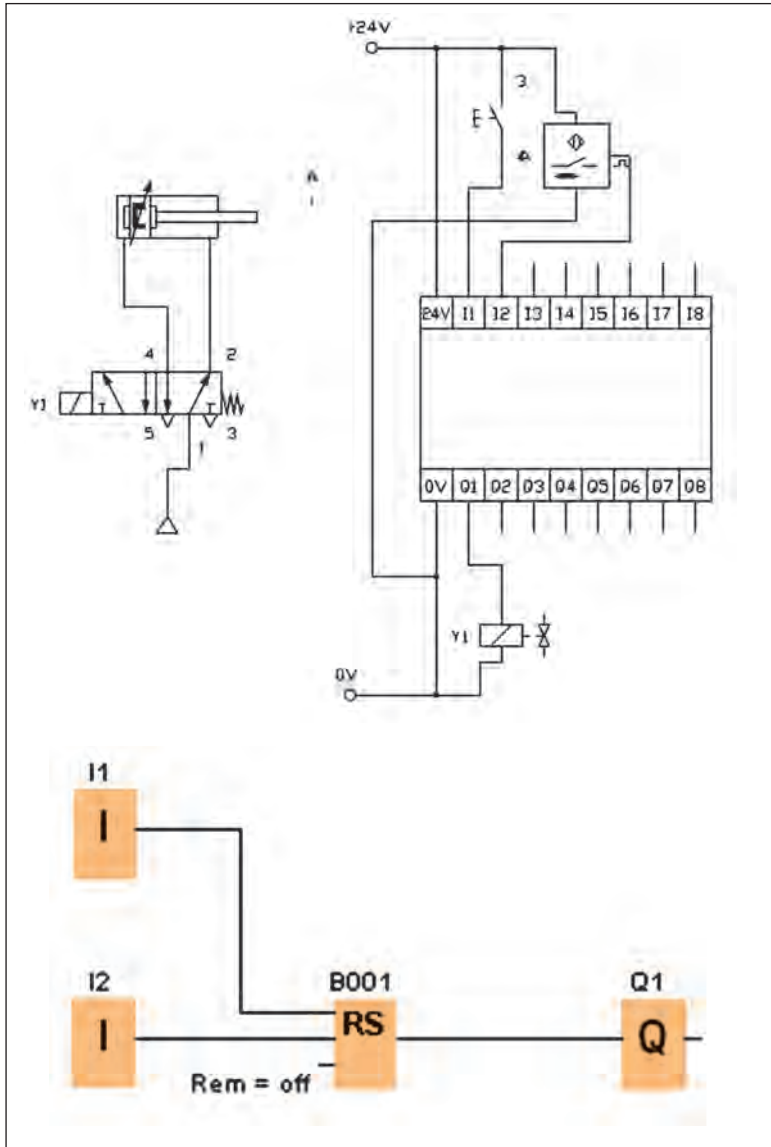 +24V
3
4
A
4 2
Y1
5 1 3
24V I1 I2 I3 I4 I5 I6 I7 I8
0V Q1 Q2 Q3 Q4 Q5 Q6 Q7 Q8
Y1
0V
I1
I
I2
I
B001
RS
Rem = off
Q1
Q